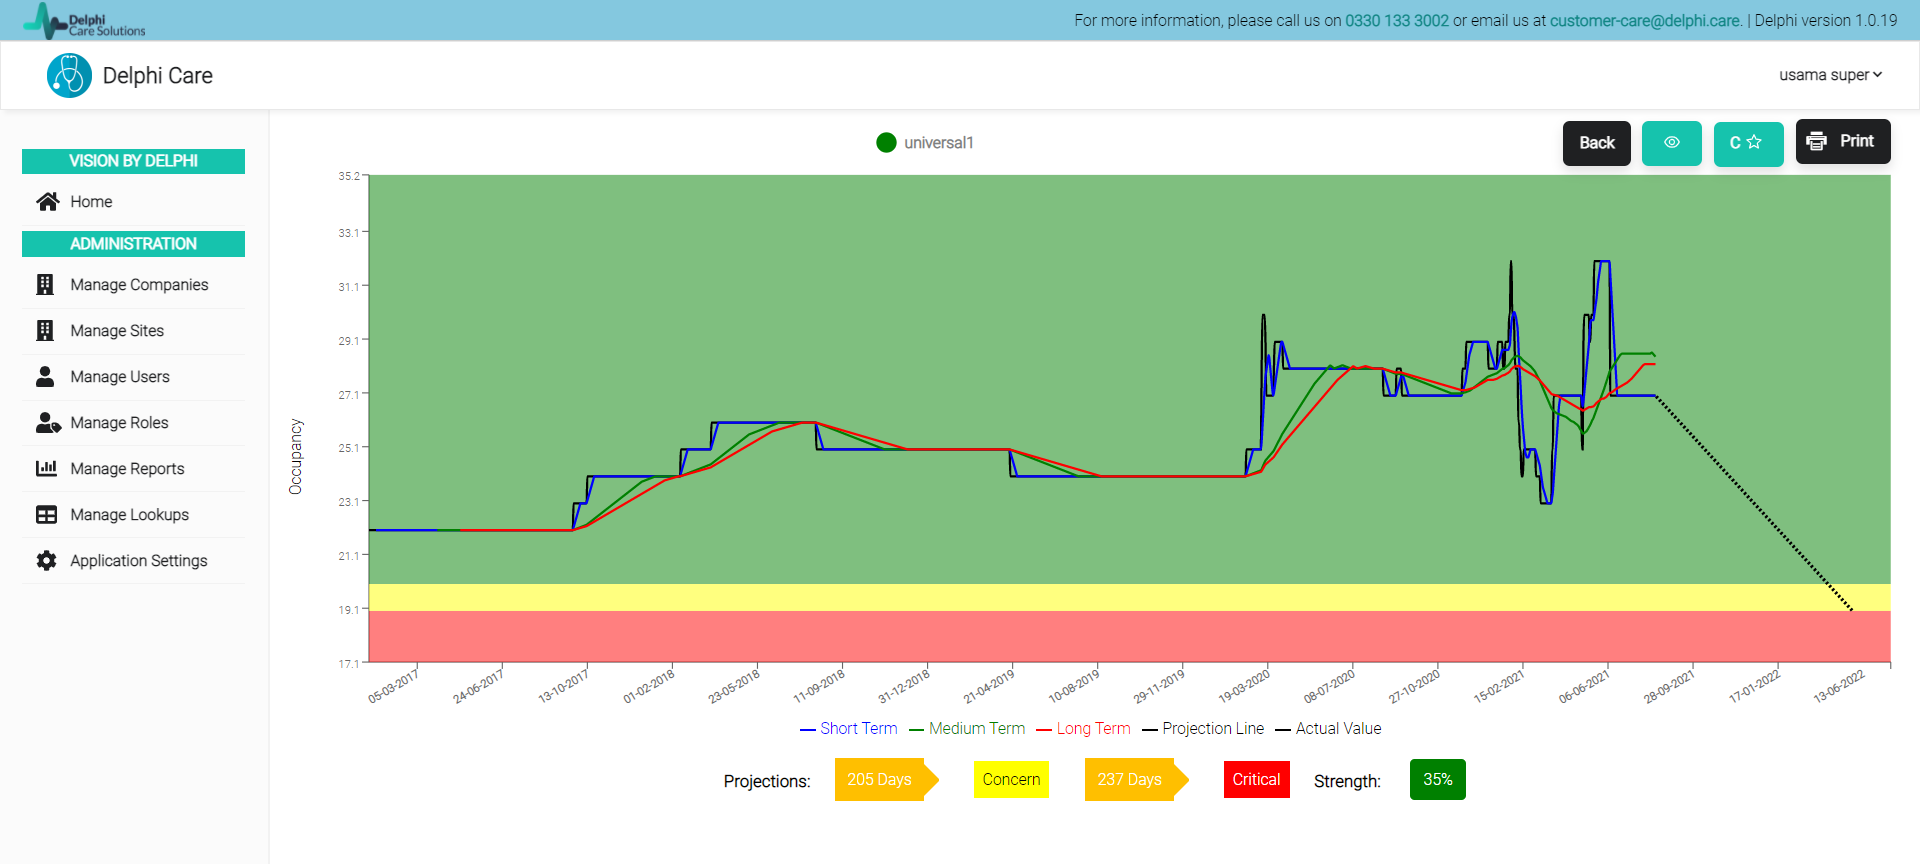 Delphi
Care Solutions
For more information, please call us on 0330 133 3002 or email us at customer-care@delphi.care. | Delphi version 1.0.19
Delphi Care
usama super
VISION BY DELPHI
Home
ADMINISTRATION
Manage Companies
Manage Sites
Manage Users
Manage Roles
Manage Reports
Manage Lookups
Application Settings
universal1
Back
C
Print
Occupancy
35.2
33.1
31.1
29.1
27.1
25.1
23.1
21.1
19.1
17.1
05-03-2017
24-06-2017
13-10-2017
01-02-2018
23-05-2018
11-09-2018
31-12-2018
21-04-2019
10-08-2019
29-11-2019
19-03-2020
08-07-2020
27-10-2020
15-02-2021
06-06-2021
28-09-2021
17-01-2022
13-06-2022
Short Term
Medium Term
Long Term
Projection Line
Actual Value
Projections:
205 Days
Concern
237 Days
Critical
Strength:
35%